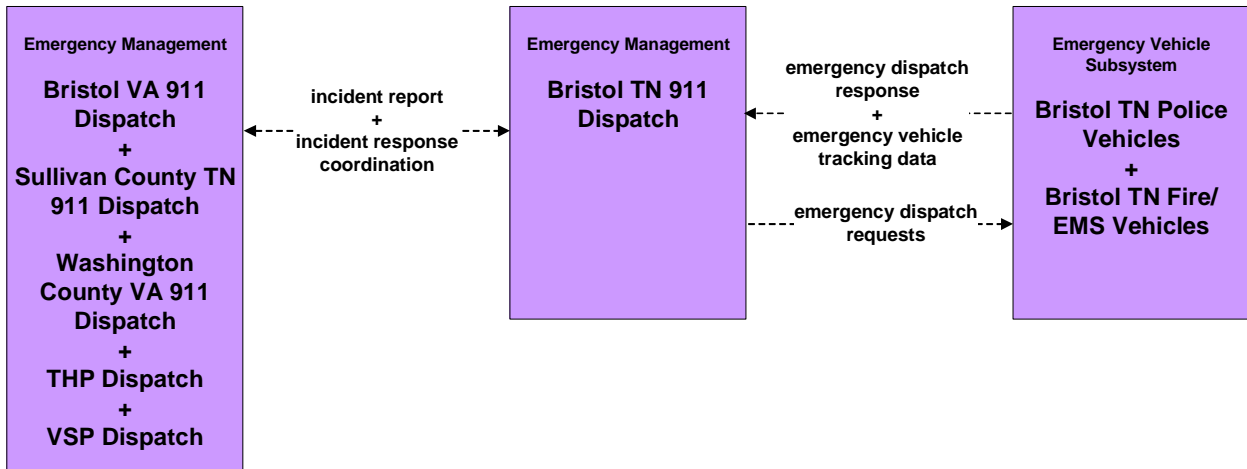 Emergency Management
Bristol VA 911
Dispatch
+
Sullivan County TN
911 Dispatch
+
Washington
County VA 911
Dispatch
+
THP Dispatch
+
VSP Dispatch
incident report
+
incident response
coordination
Emergency Management
Bristol TN 911
Dispatch
emergency dispatch
response
+
emergency vehicle
tracking data
emergency dispatch
requests
Emergency Vehicle
Subsystem
Bristol TN Police
Vehicles
+
Bristol TN Fire/
EMS Vehicles